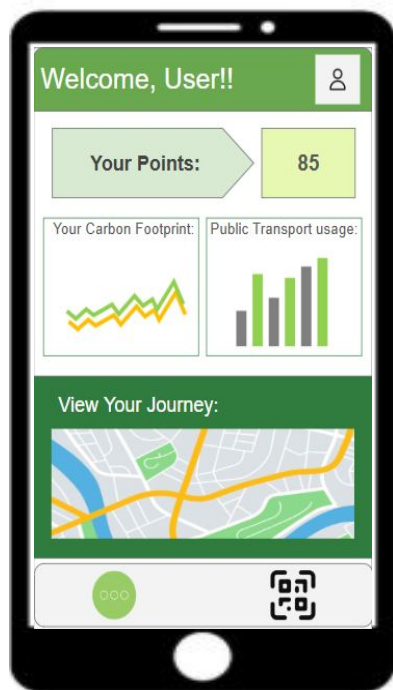 Welcome, User!!
Your Points:
85
Your Carbon Footprint:
Public Transport usage:
View Your Journey: